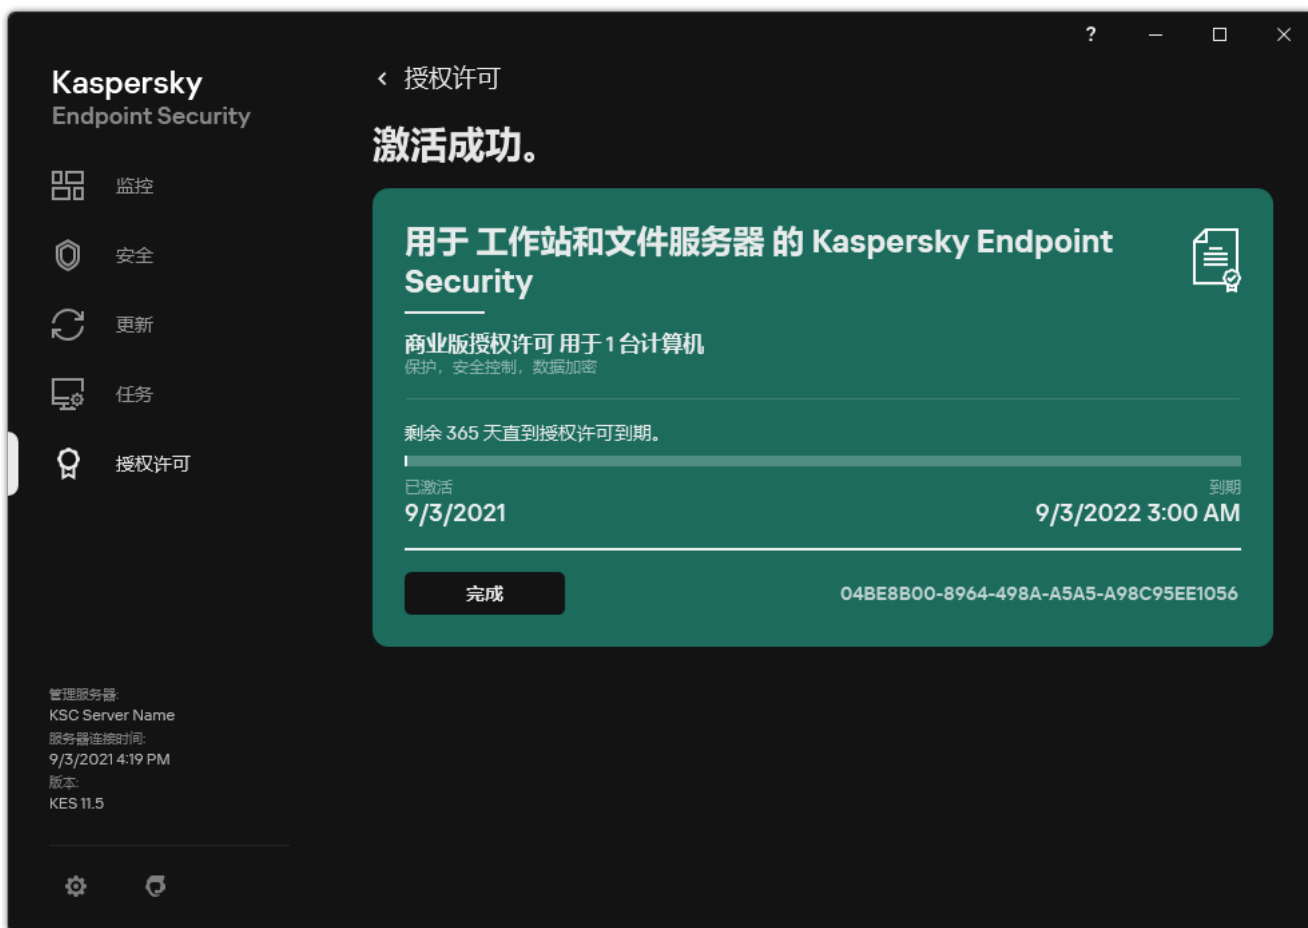 ?
Kaspersky
Endpoint Security
监控
安全
更新
任务
授权许可
管理服务器:
KSC Server Name
服务器连接时间:
9/3/2021 4:19 PM
版本:
KES 11.5
授权许可
激活成功。
用于 工作站和文件服务器 的 Kaspersky Endpoint
Security
商业版授权许可 用于 1 台计算机
保护，安全控制，数据加密
剩余 365 天直到授权许可到期。
已激活
到期
9/3/2021
9/3/2022 3:00 AM
完成
04BE8B00-8964-498A-A5A5-A98C95EE1056